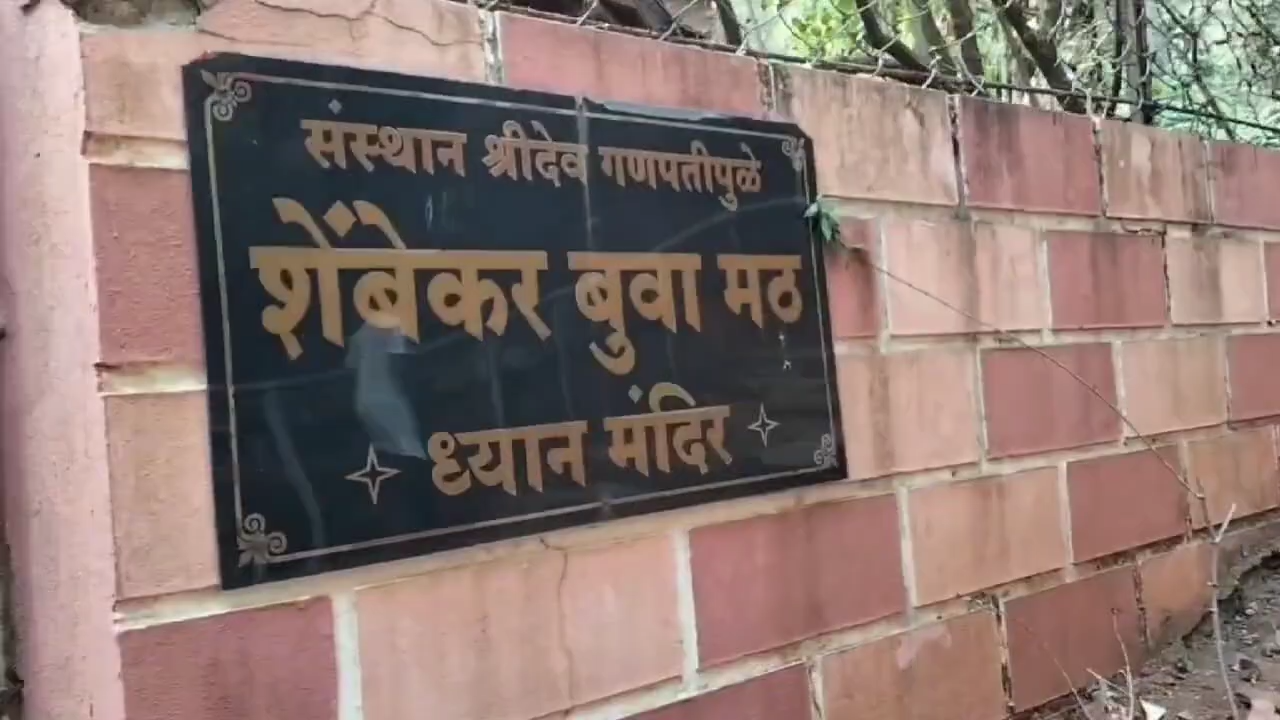 संस्थान श्रीदेव गणपतीपुळे
शेंबेकर बुवा मठ
ध्यान मंदिर